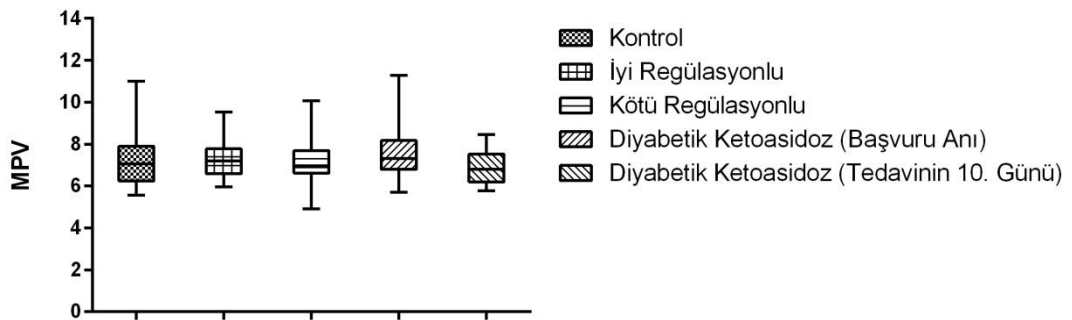 14
12
10
8
6
4
2
0
MPV
Kontrol
İyi Regülasyonlu
Kötü Regülasyonlu
Diyabetik Ketoasidoz (Başvuru Anı)
Diyabetik Ketoasidoz (Tedavinin 10. Günü)